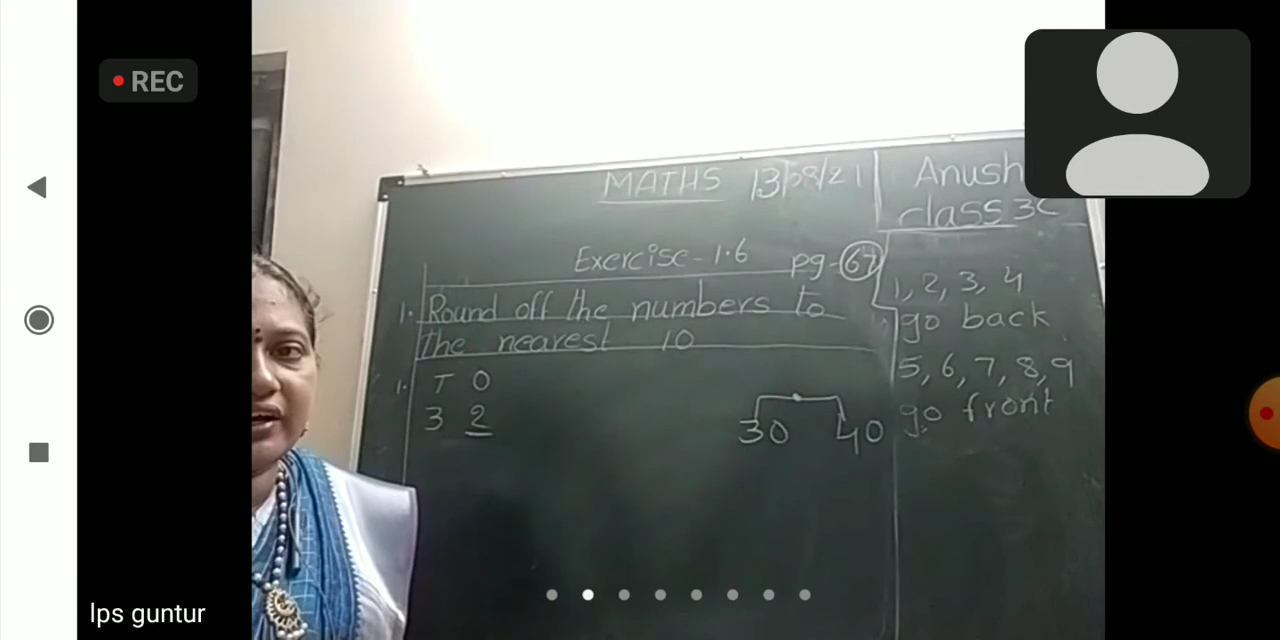 REC
MATHS 13/08/21
Anush
class 3C
Exercise - 1.6 pg - 67
1. Round off the numbers to
the nearest 10
1. T O
3 2
30 40
1, 2, 3, 4
go back
5, 6, 7, 8, 9
go front
lps guntur